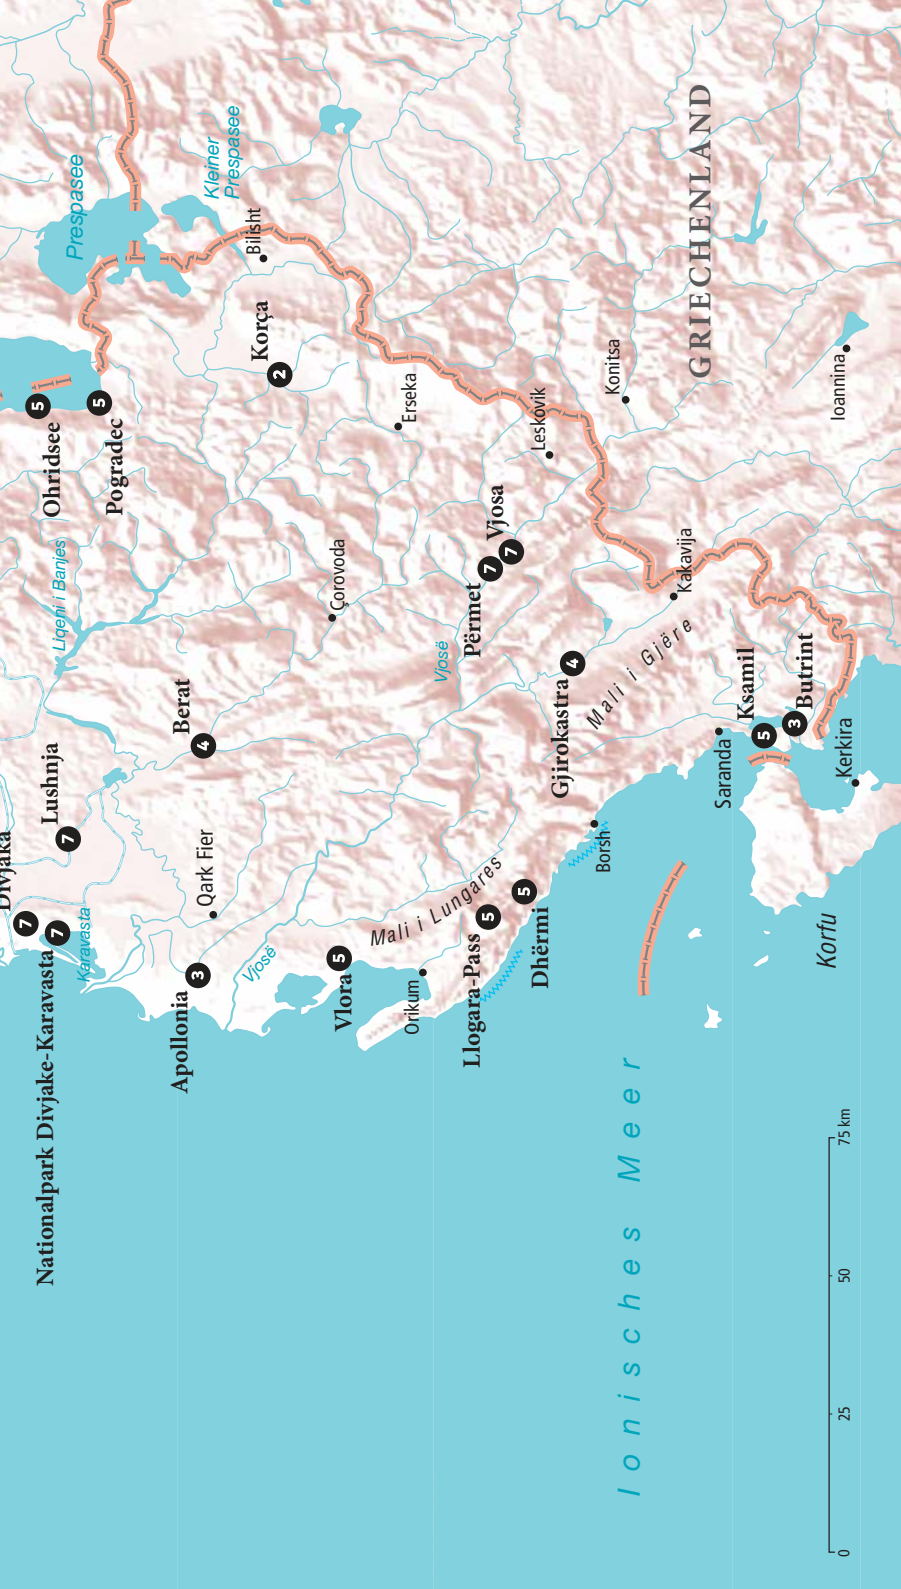 Divjaka
7
7
Nationalpark Divjake-Karavasta
Karavasta
Lushnja
7
Liqeni i Banjes
Ohridsee
5
Pogradec
5
Prespasee
Kleiner
Prespasee
Bilisht
Korça
2
Berat
4
Qark Fier
Apollonia
3
Vjosë
Vlora
5
Orikum
Mali i Lungares
Llogara-Pass
5
Dhërmi
5
Çorovoda
Erseka
Leskovik
Vjosë
Përmet
7
Vjosa
7
Konitsa
GRIECHENLAND
Ioannina
Gjirokastra
4
Mali i Gjëre
Kakavija
Borsh
Saranda
Ksamil
5
Butrint
3
Kerkira
Korfu
Ionisches Meer
0
25
50
75 km